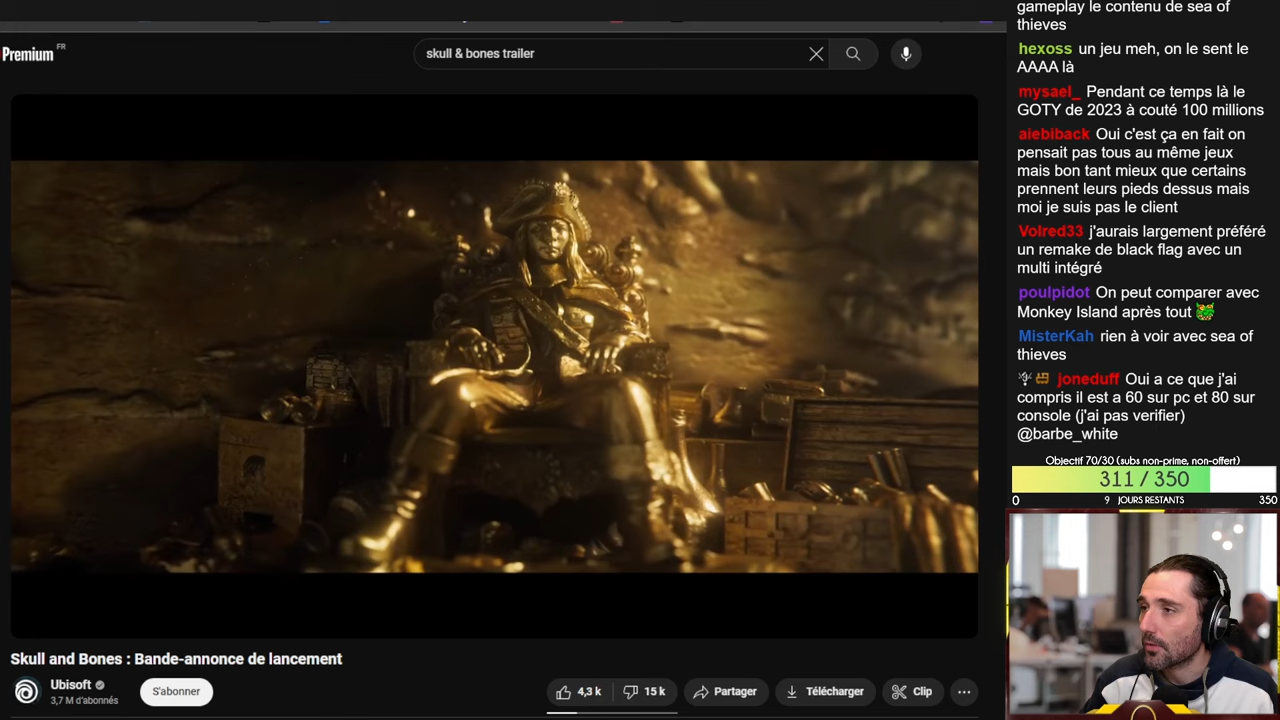 Premium FR
skull & bones trailer
Skull and Bones : Bande-annonce de lancement
Ubisoft
3,7 M d'abonnés
S'abonner
4,3 k
15 k
Partager
Télécharger
Clip
gameplay le contenu de sea of
thieves
hexoss un jeu meh, on le sent le
AAAA là
mysael_ Pendant ce temps là le
GOTY de 2023 à couté 100 millions
aiebiback Oui c'est ça en fait on
pensait pas tous au même jeux
mais bon tant mieux que certains
prennent leurs pieds dessus mais
moi je suis pas le client
Volred33 j'aurais largement préféré
un remake de black flag avec un
multi intégré
poulpidot On peut comparer avec
Monkey Island après tout
MisterKah rien à voir avec sea of
thieves
joneduff Oui a ce que j'ai
compris il est a 60 sur pc et 80 sur
console (j'ai pas verifier)
@barbe_white
Objectif 70/30 (subs non-prime, non-offert)
311 / 350
0 9 JOURS RESTANTS 350